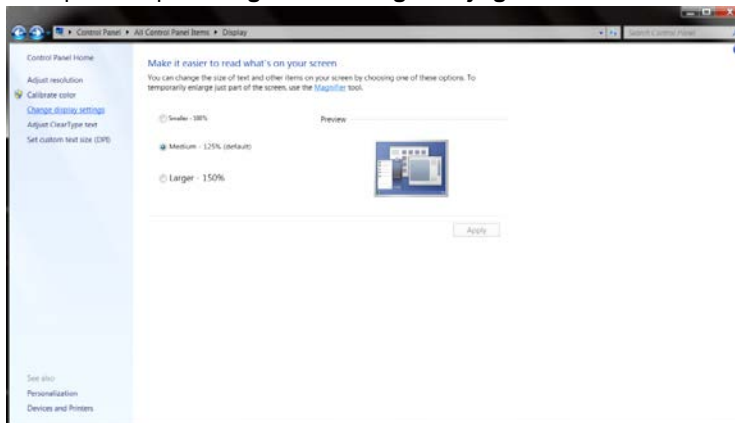 Control Panel ▸ All Control Panel Items ▸ Display
Search Control Panel
Control Panel Home
Adjust resolution
Calibrate color
Change display settings
Adjust ClearType text
Set custom text size (DPI)
Make it easier to read what's on your screen
You can change the size of text and other items on your screen by choosing one of these options. To
temporarily enlarge just part of the screen, use the Magnifier tool.
Smaller - 100%
Preview
Medium - 125% (default)
Larger - 150%
Apply
See also
Personalization
Devices and Printers